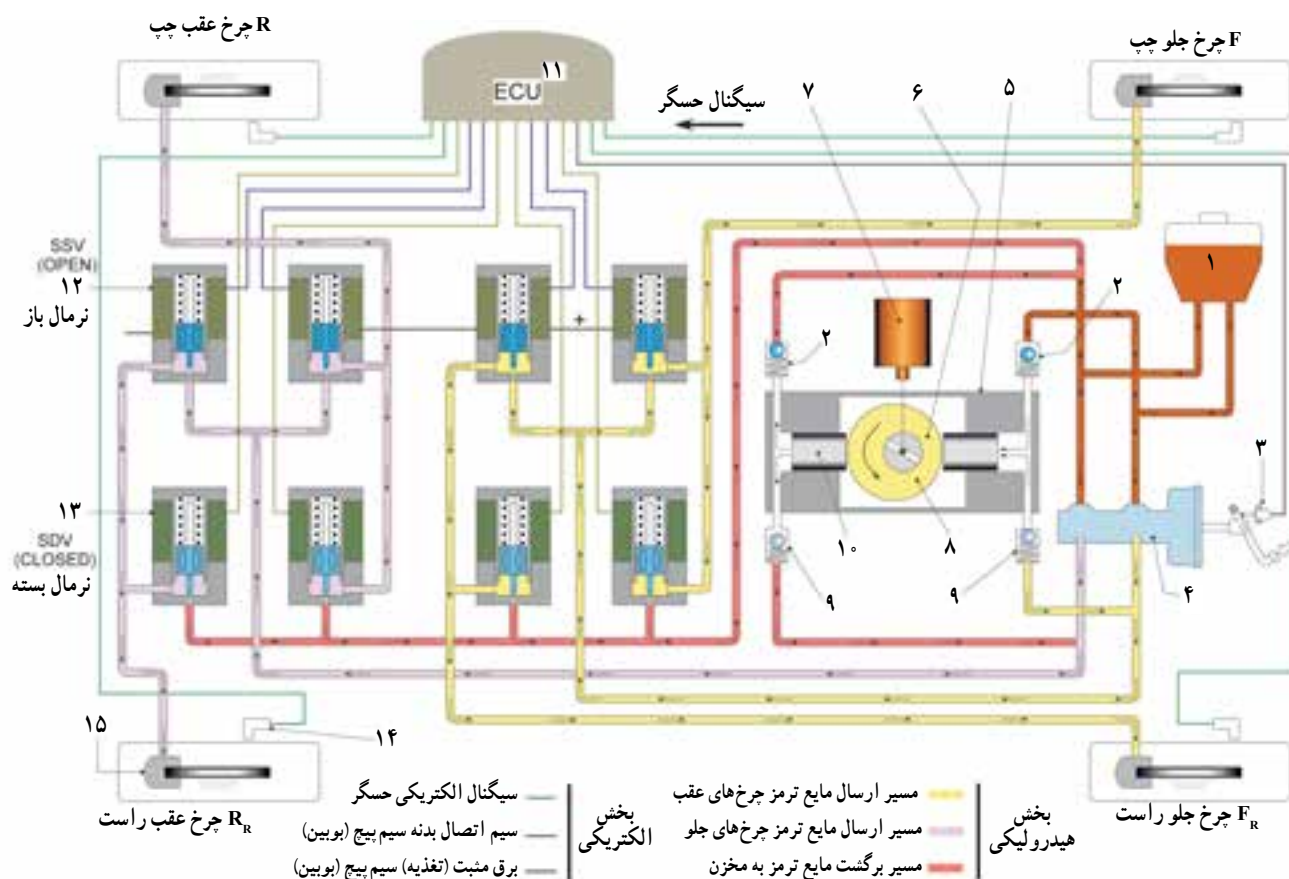 R چرخ عقب چپ
F چرخ جلو چپ
۱۱
ECU
سیگنال حسگر
۷
۶
۵
SSV
(OPEN)
۱۲
نرمال باز
+
۱
۲
۲
۳
۱۳
SDV
(CLOSED)
نرمال بسته
۹
۱۰
۸
۹
۴
۱۵
۱۴
R_R چرخ عقب راست
F_R چرخ جلو راست
بخش هیدرولیکی
مسیر ارسال مایع ترمز چرخ‌های عقب
مسیر ارسال مایع ترمز چرخ‌های جلو
مسیر برگشت مایع ترمز به مخزن
بخش الکتریکی
سیگنال الکتریکی حسگر
سیم اتصال بدنه سیم‌پیچ (بوبین)
برق مثبت (تغذیه) سیم‌پیچ (بوبین)